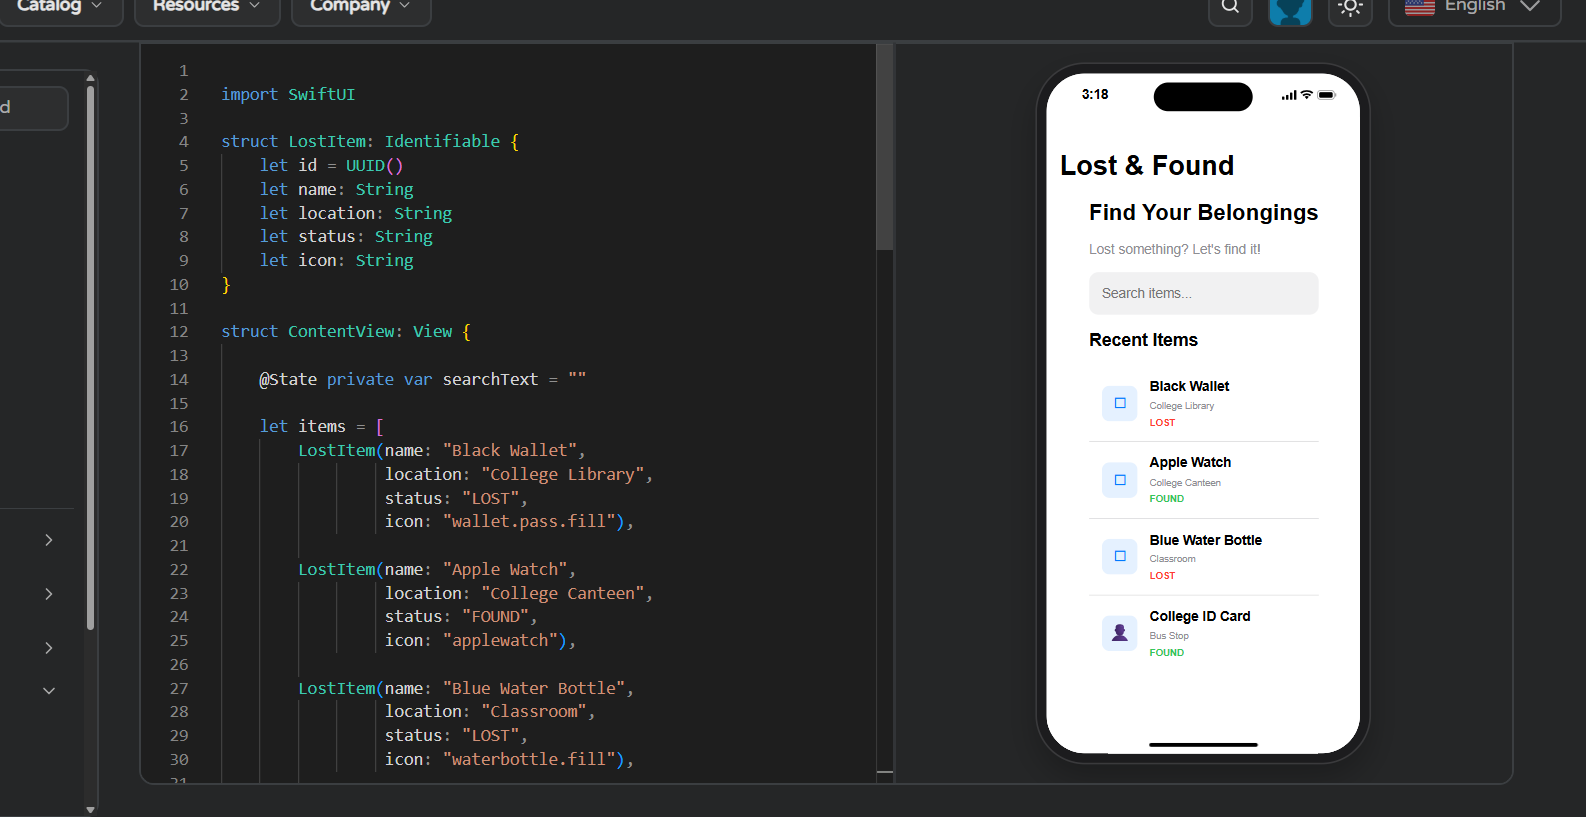 Catalog
Resources
Company
English
d
1
2 import SwiftUI
3
4 struct LostItem: Identifiable {
5 let id = UUID()
6 let name: String
7 let location: String
8 let status: String
9 let icon: String
10 }
11
12 struct ContentView: View {
13
14 @State private var searchText = ""
15
16 let items = [
17 LostItem(name: "Black Wallet",
18 location: "College Library",
19 status: "LOST",
20 icon: "wallet.pass.fill"),
21
22 LostItem(name: "Apple Watch",
23 location: "College Canteen",
24 status: "FOUND",
25 icon: "applewatch"),
26
27 LostItem(name: "Blue Water Bottle",
28 location: "Classroom",
29 status: "LOST",
30 icon: "waterbottle.fill"),
31
3:18
Lost & Found
Find Your Belongings
Lost something? Let's find it!
Search items...
Recent Items
Black Wallet
College Library
LOST
Apple Watch
College Canteen
FOUND
Blue Water Bottle
Classroom
LOST
College ID Card
Bus Stop
FOUND